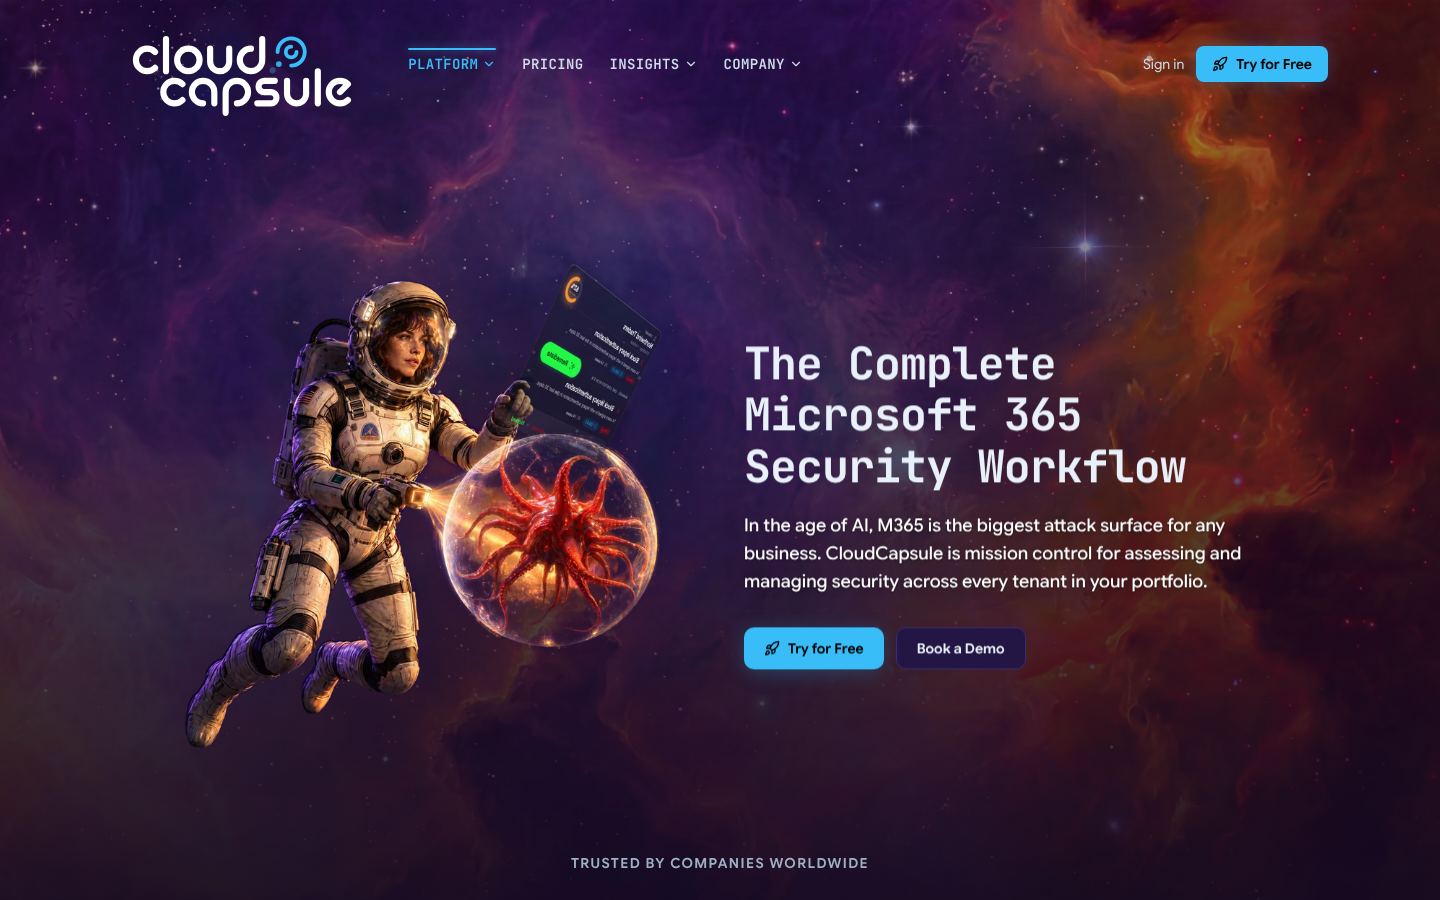 cloud
capsule
PLATFORM
PRICING
INSIGHTS
COMPANY
Sign in
Try for Free
The Complete
Microsoft 365
Security Workflow
In the age of AI, M365 is the biggest attack surface for any
business. CloudCapsule is mission control for assessing and
managing security across every tenant in your portfolio.
Try for Free
Book a Demo
TRUSTED BY COMPANIES WORLDWIDE